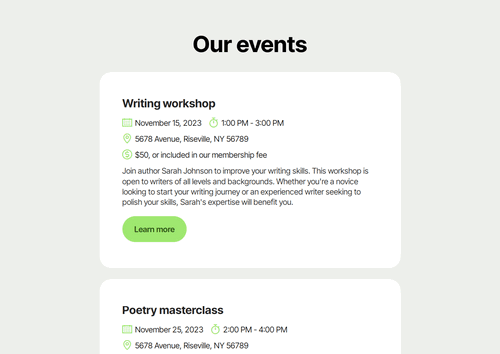 Our events
Writing workshop
November 15, 2023 1:00 PM - 3:00 PM
5678 Avenue, Riseville, NY 56789
$50, or included in our membership fee
Join author Sarah Johnson to improve your writing skills. This workshop is
open to writers of all levels and backgrounds. Whether you're a novice
looking to start your writing journey or an experienced writer seeking to
polish your skills, Sarah's expertise will benefit you.
Learn more
Poetry masterclass
November 25, 2023 2:00 PM - 4:00 PM
5678 Avenue, Riseville, NY 56789